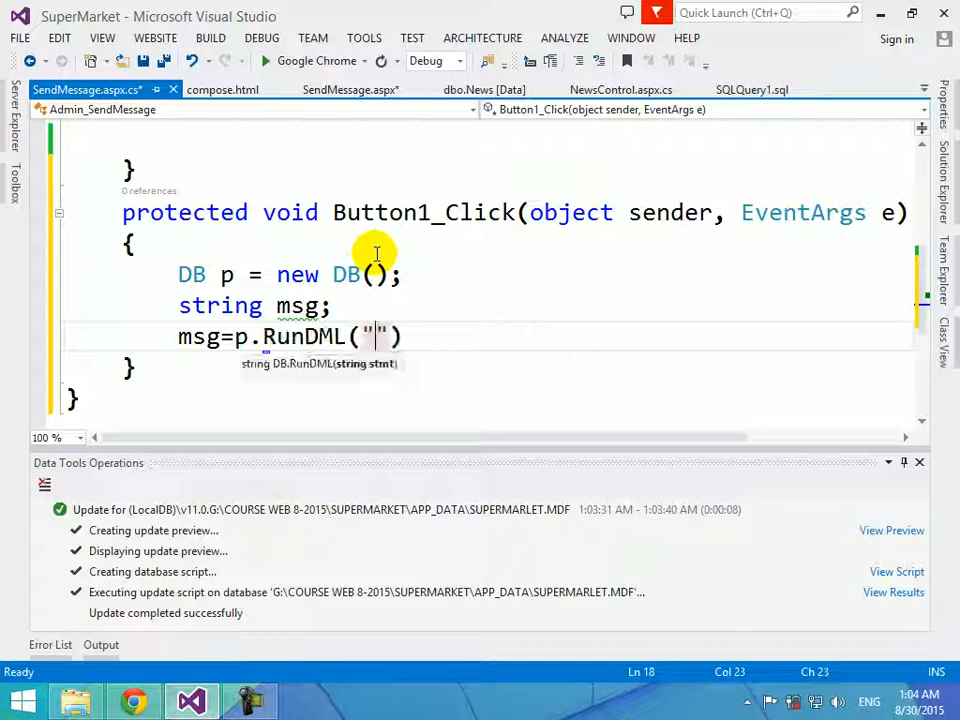 SuperMarket - Microsoft Visual Studio
Quick Launch (Ctrl+Q)
FILE EDIT VIEW WEBSITE BUILD DEBUG TEAM TOOLS TEST ARCHITECTURE ANALYZE WINDOW HELP
Sign in
Google Chrome
Debug
SendMessage.aspx.cs* compose.html SendMessage.aspx* dbo.News [Data] NewsControl.aspx.cs SQLQuery1.sql
Admin_SendMessage
Button1_Click(object sender, EventArgs e)
Server Explorer
Toolbox
Properties
Solution Explorer
Team Explorer
Class View
}
0 references
protected void Button1_Click(object sender, EventArgs e)
{
DB p = new DB();
string msg;
msg=p.RunDML("")
string DB.RunDML(string stmt)
}
}
100 %
Data Tools Operations
Update for (LocalDB)\v11.0.G:\COURSE WEB 8-2015\SUPERMARKET\APP_DATA\SUPERMARLET.MDF 1:03:31 AM - 1:03:40 AM (0:00:08)
Creating update preview...
View Preview
Displaying update preview...
Creating database script...
View Script
Executing update script on database 'G:\COURSE WEB 8-2015\SUPERMARKET\APP_DATA\SUPERMARLET.MDF'...
View Results
Update completed successfully
Error List Output
Ready
Ln 18
Col 23
Ch 23
INS
ENG
1:04 AM
8/30/2015